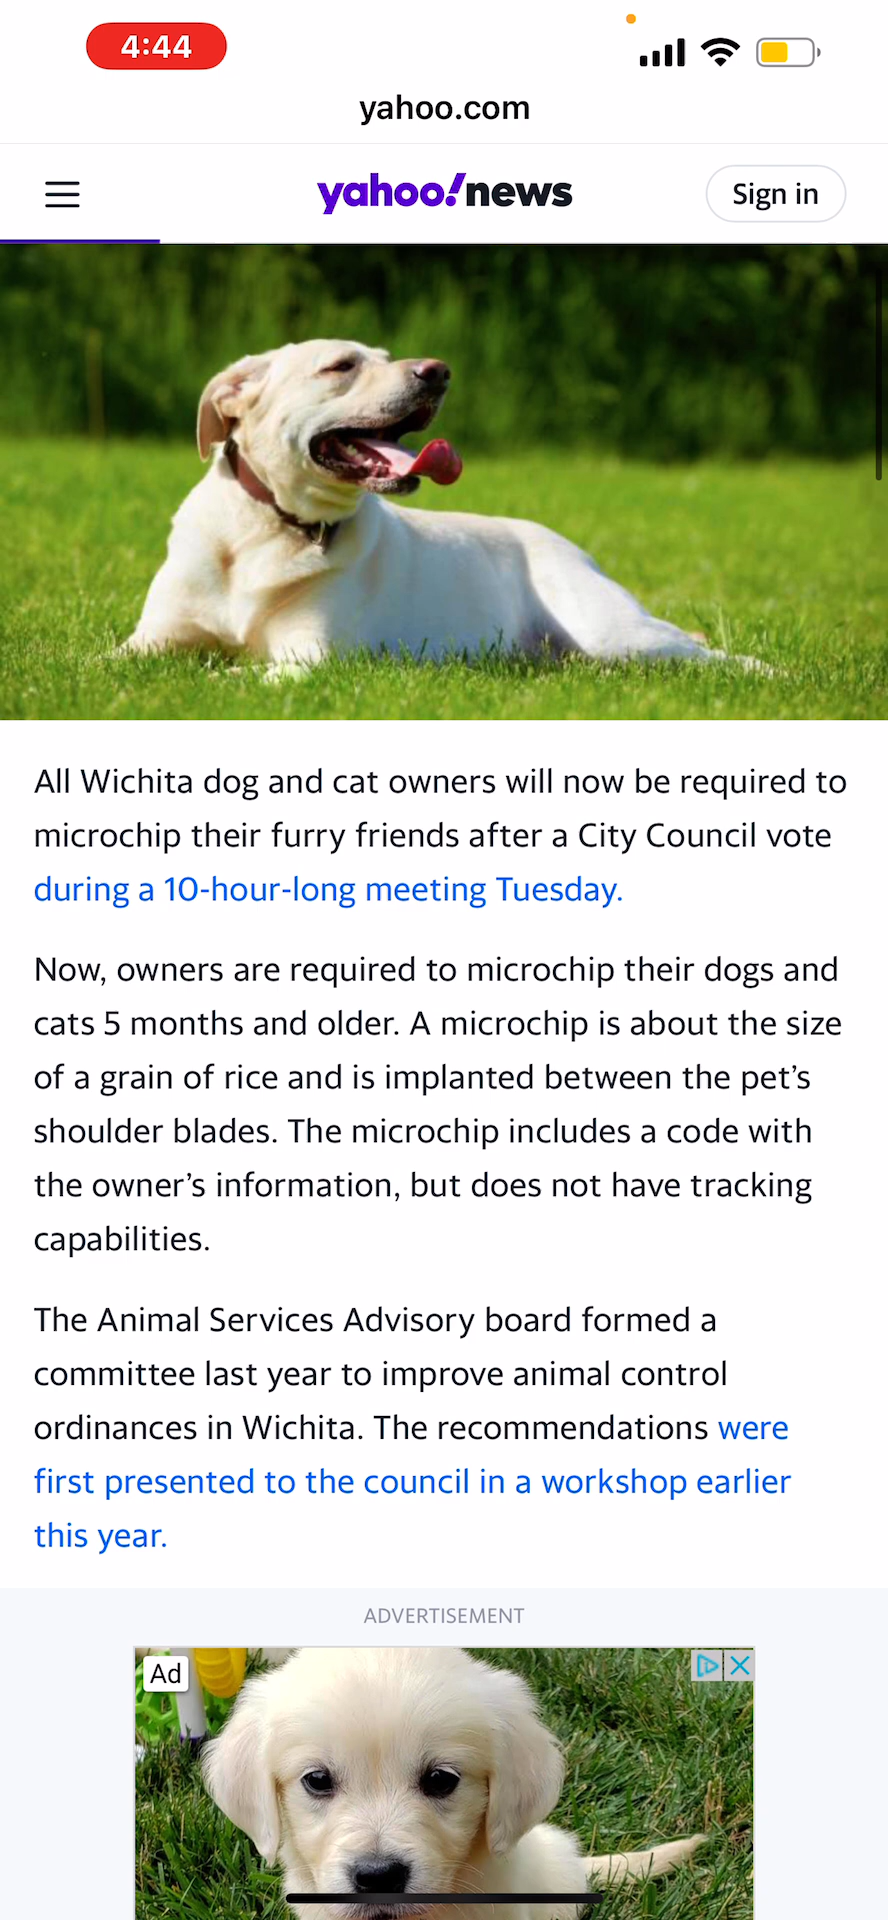 4:44
yahoo.com
yahoo!news
Sign in
All Wichita dog and cat owners will now be required to
microchip their furry friends after a City Council vote
during a 10-hour-long meeting Tuesday.
Now, owners are required to microchip their dogs and
cats 5 months and older. A microchip is about the size
of a grain of rice and is implanted between the pet’s
shoulder blades. The microchip includes a code with
the owner’s information, but does not have tracking
capabilities.
The Animal Services Advisory board formed a
committee last year to improve animal control
ordinances in Wichita. The recommendations were
first presented to the council in a workshop earlier
this year.
ADVERTISEMENT
Ad